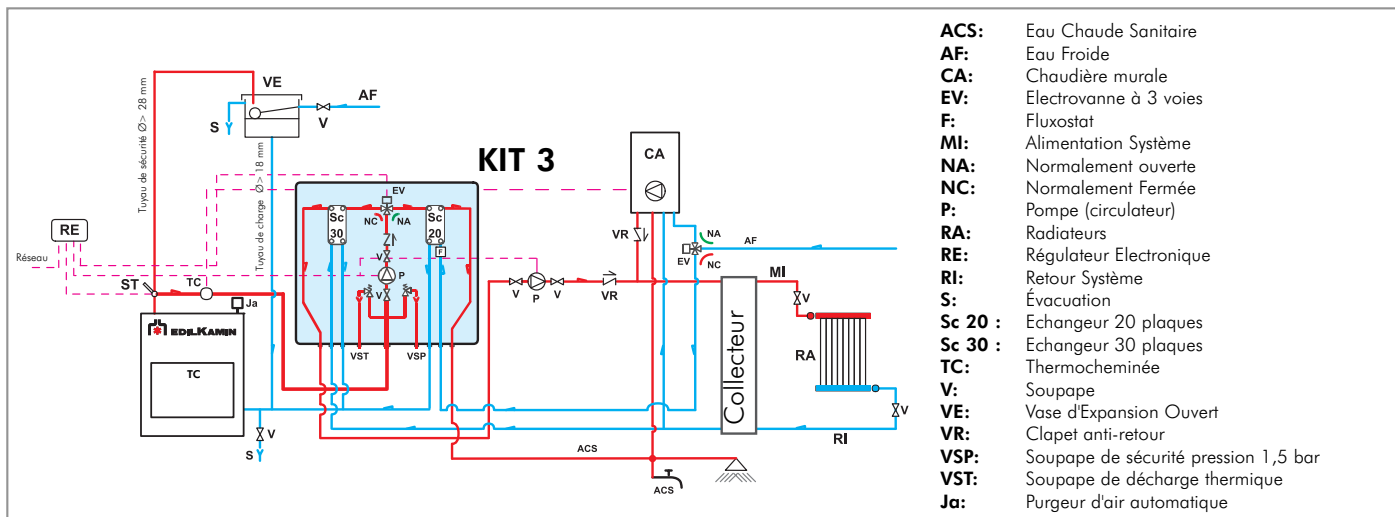 VE
AF
S
V
Tuyau de sécurité Ø> 28 mm
Tuyau de charge Ø> 18 mm
KIT 3
CA
EV
Sc
30
NC
NA
Sc
20
F
V
P
V
RE
Réseau
ST
TC
Ja
EDILKAMIN
TC
VST
VSP
V
P
V
VR
VR
NA
EV
NC
AF
MI
V
RA
Collecteur
V
RI
V
S
ACS
ACS
ACS: Eau Chaude Sanitaire
AF: Eau Froide
CA: Chaudière murale
EV: Electrovanne à 3 voies
F: Fluxostat
MI: Alimentation Système
NA: Normalement ouverte
NC: Normalement Fermée
P: Pompe (circulateur)
RA: Radiateurs
RE: Régulateur Electronique
RI: Retour Système
S: Évacuation
Sc 20 : Echangeur 20 plaques
Sc 30 : Echangeur 30 plaques
TC: Thermocheminée
V: Soupape
VE: Vase d'Expansion Ouvert
VR: Clapet anti-retour
VSP: Soupape de sécurité pression 1,5 bar
VST: Soupape de décharge thermique
Ja: Purgeur d'air automatique